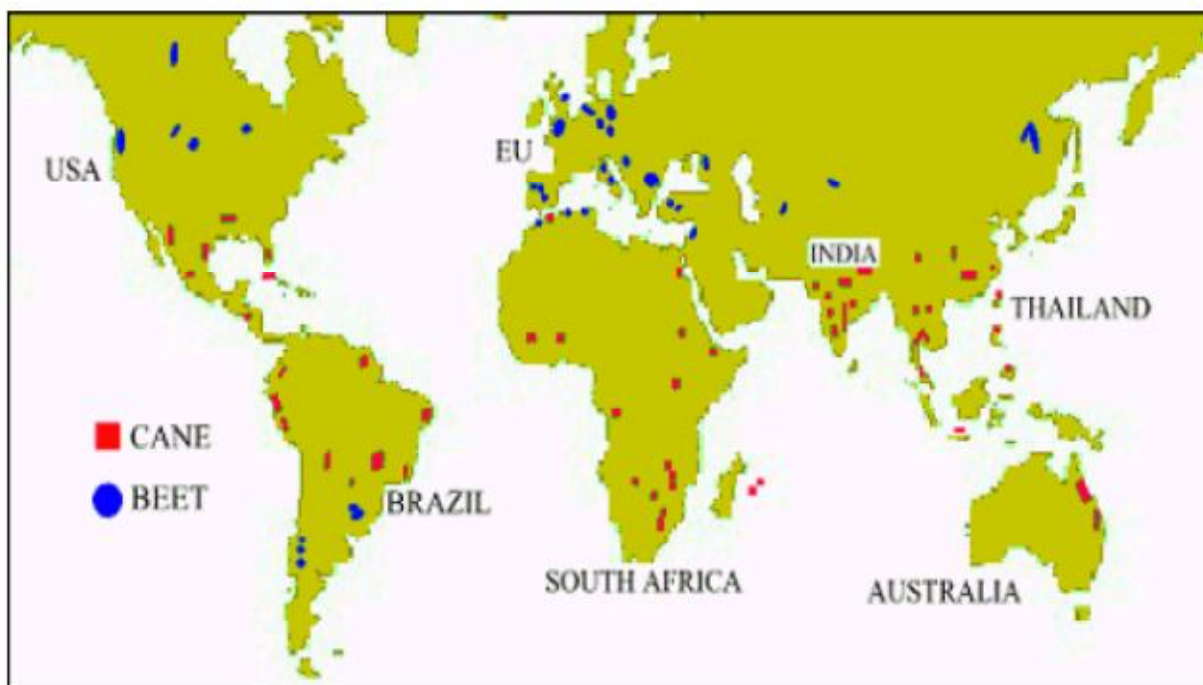 USA
EU
INDIA
THAILAND
CANE
BEET
BRAZIL
SOUTH AFRICA
AUSTRALIA